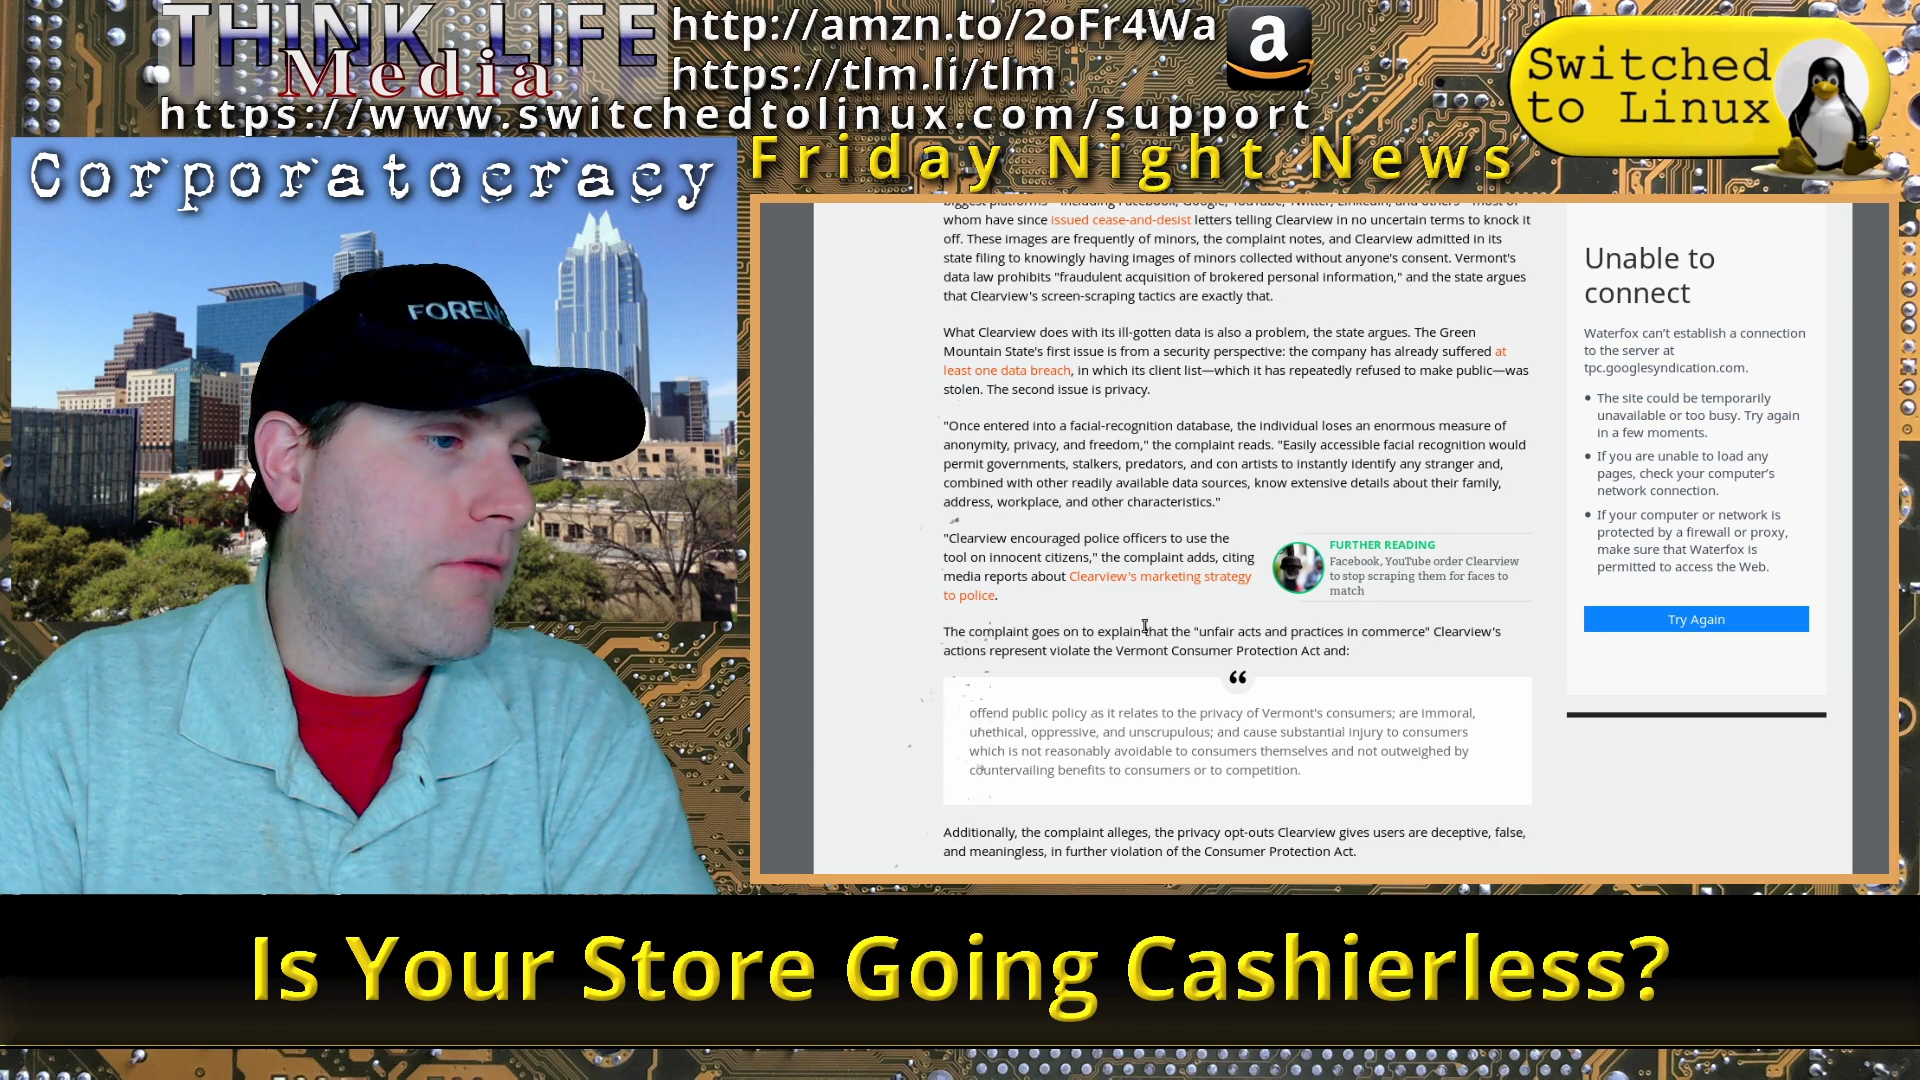 THINK LIFE
Media
http://amzn.to/2oFr4Wa
a
https://tlm.li/tlm
https://www.switchedtolinux.com/support
Switched
to Linux
Corporatocracy
Friday Night News
FOREN
biggest platforms—including Facebook, Google, YouTube, Twitter, LinkedIn, and others—most of
whom have since issued cease-and-desist letters telling Clearview in no uncertain terms to knock it
off. These images are frequently of minors, the complaint notes, and Clearview admitted in its
state filing to knowingly having images of minors collected without anyone's consent. Vermont's
data law prohibits "fraudulent acquisition of brokered personal information," and the state argues
that Clearview's screen-scraping tactics are exactly that.
What Clearview does with its ill-gotten data is also a problem, the state argues. The Green
Mountain State's first issue is from a security perspective: the company has already suffered at
least one data breach, in which its client list—which it has repeatedly refused to make public—was
stolen. The second issue is privacy.
"Once entered into a facial-recognition database, the individual loses an enormous measure of
anonymity, privacy, and freedom," the complaint reads. "Easily accessible facial recognition would
permit governments, stalkers, predators, and con artists to instantly identify any stranger and,
combined with other readily available data sources, know extensive details about their family,
address, workplace, and other characteristics."
"Clearview encouraged police officers to use the
tool on innocent citizens," the complaint adds, citing
media reports about Clearview's marketing strategy
to police.
FURTHER READING
Facebook, YouTube order Clearview
to stop scraping them for faces to
match
The complaint goes on to explain that the "unfair acts and practices in commerce" Clearview's
actions represent violate the Vermont Consumer Protection Act and:
“
offend public policy as it relates to the privacy of Vermont's consumers; are immoral,
unethical, oppressive, and unscrupulous; and cause substantial injury to consumers
which is not reasonably avoidable to consumers themselves and not outweighed by
countervailing benefits to consumers or to competition.
Additionally, the complaint alleges, the privacy opt-outs Clearview gives users are deceptive, false,
and meaningless, in further violation of the Consumer Protection Act.
Unable to
connect
Waterfox can't establish a connection
to the server at
tpc.googlesyndication.com.
• The site could be temporarily
unavailable or too busy. Try again
in a few moments.
• If you are unable to load any
pages, check your computer's
network connection.
• If your computer or network is
protected by a firewall or proxy,
make sure that Waterfox is
permitted to access the Web.
Try Again
Is Your Store Going Cashierless?